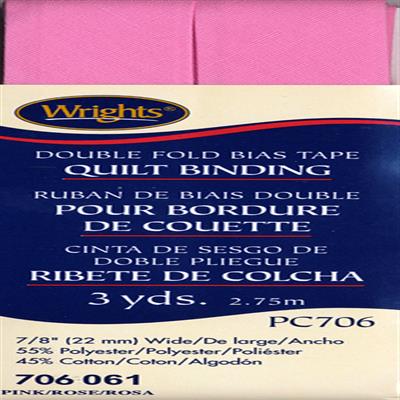 Wrights®
DOUBLE FOLD BIAS TAPE
QUILT BINDING
RUBAN DE BIAIS DOUBLE
POUR BORDURE
DE COUETTE
CINTA DE SESGO DE
DOBLE PLIEGUE
RIBETE DE COLCHA
3 yds. 2.75m
PC706
7/8" (22 mm) Wide/De large/Ancho
55% Polyester/Polyester/Poliéster
45% Cotton/Coton/Algodón
706 061
PINK/ROSE/ROSA